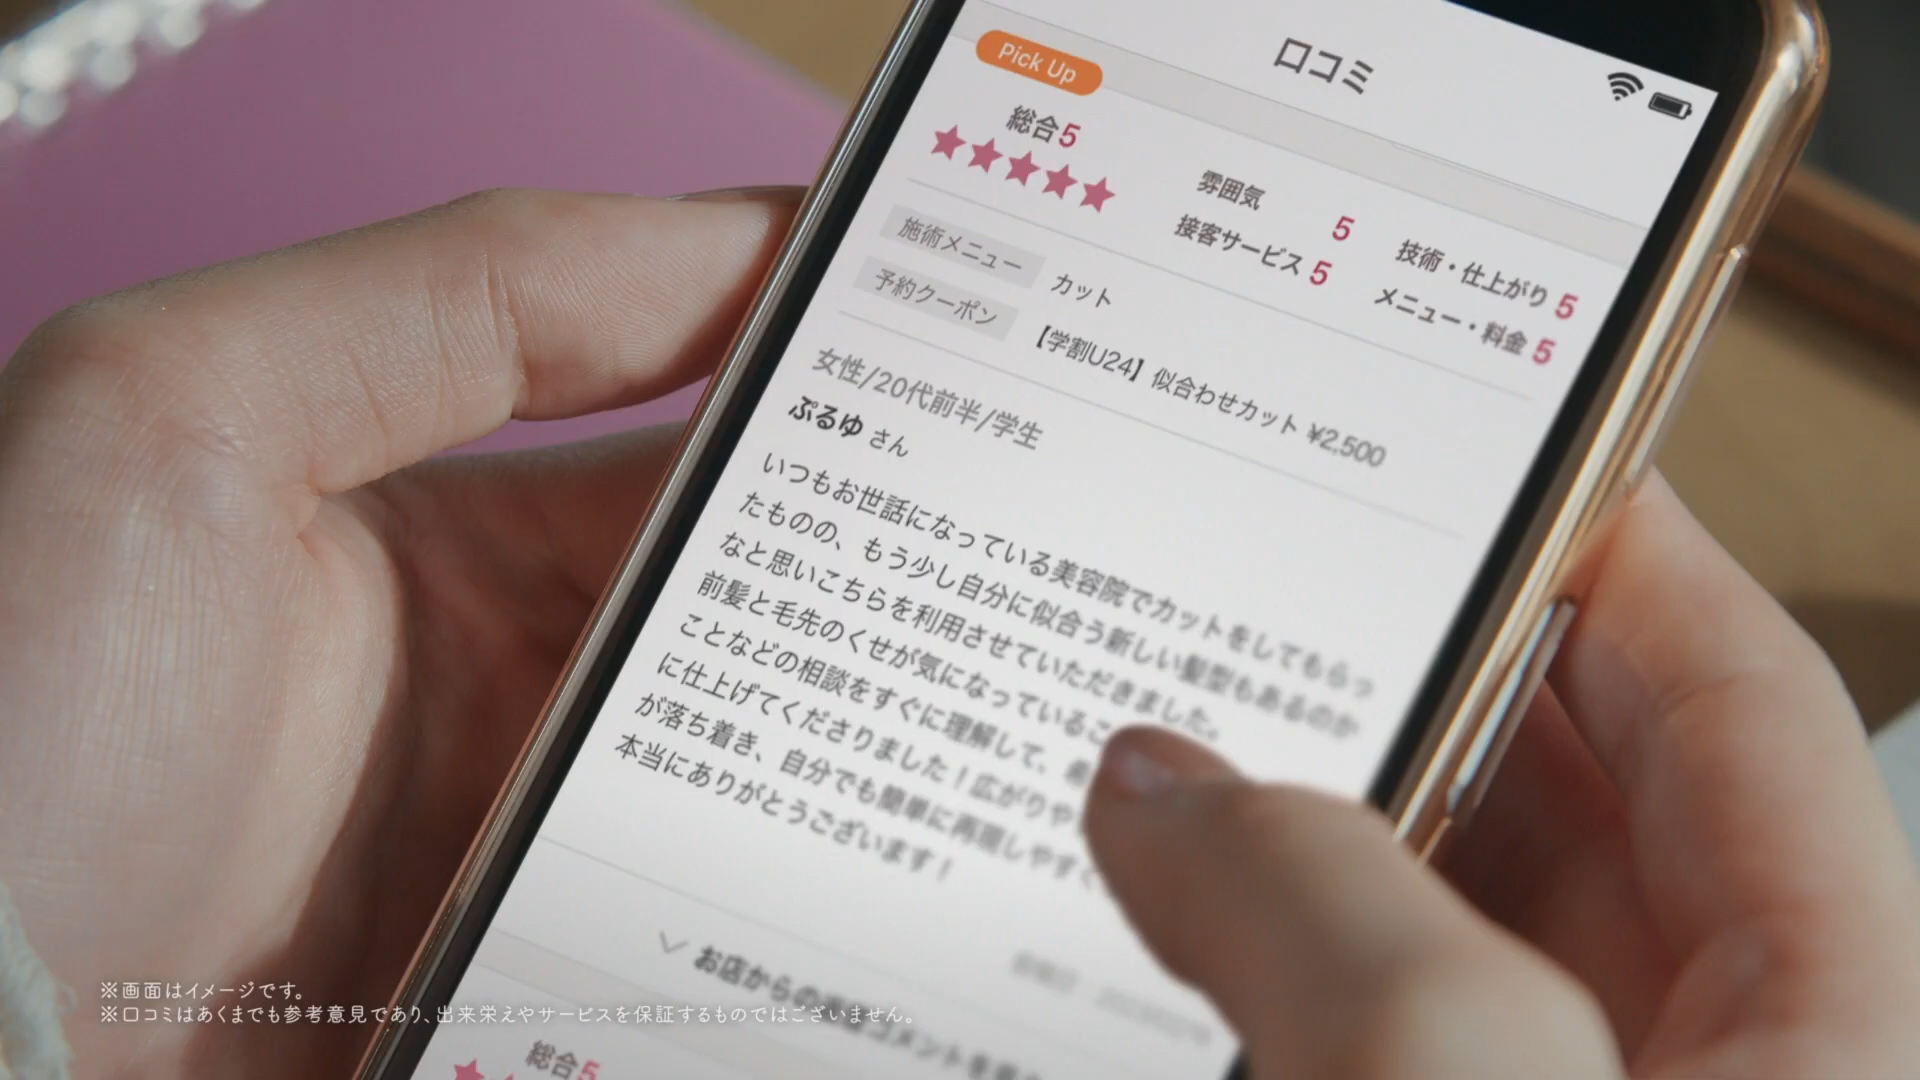 口コミ
Pick Up
総合5
★★★★★
雰囲気 5
技術・仕上がり 5
接客サービス 5
メニュー・料金 5
施術メニュー カット
予約クーポン 【学割U24】似合わせカット ¥2,500
女性/20代前半/学生
ぷるゆ さん
いつもお世話になっている美容院でカットをしてもらっ
たものの、もう少し自分に似合う新しい髪型もあるのか
なと思いこちらを利用させていただきました。
前髪と毛先のくせが気になっているこ
ことなどの相談をすぐに理解して、
に仕上げてくださりました！広がりや
が落ち着き、自分でも簡単に再現しやすく
本当にありがとうございます！
お店からの返信コメントを
総合5
※画面はイメージです。
※口コミはあくまでも参考意見であり、出来栄えやサービスを保証するものではございません。